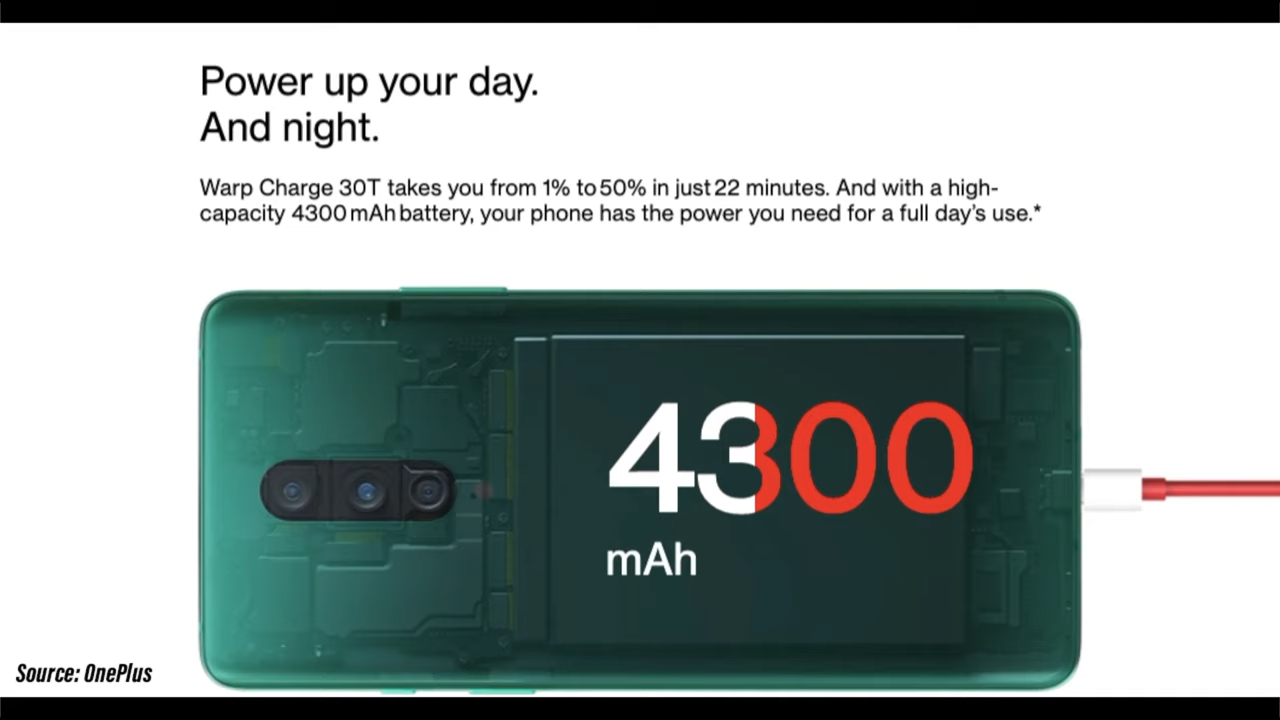 Power up your day.
And night.
Warp Charge 30T takes you from 1% to 50% in just 22 minutes. And with a high-
capacity 4300 mAh battery, your phone has the power you need for a full day's use.*
4300
mAh
Source: OnePlus